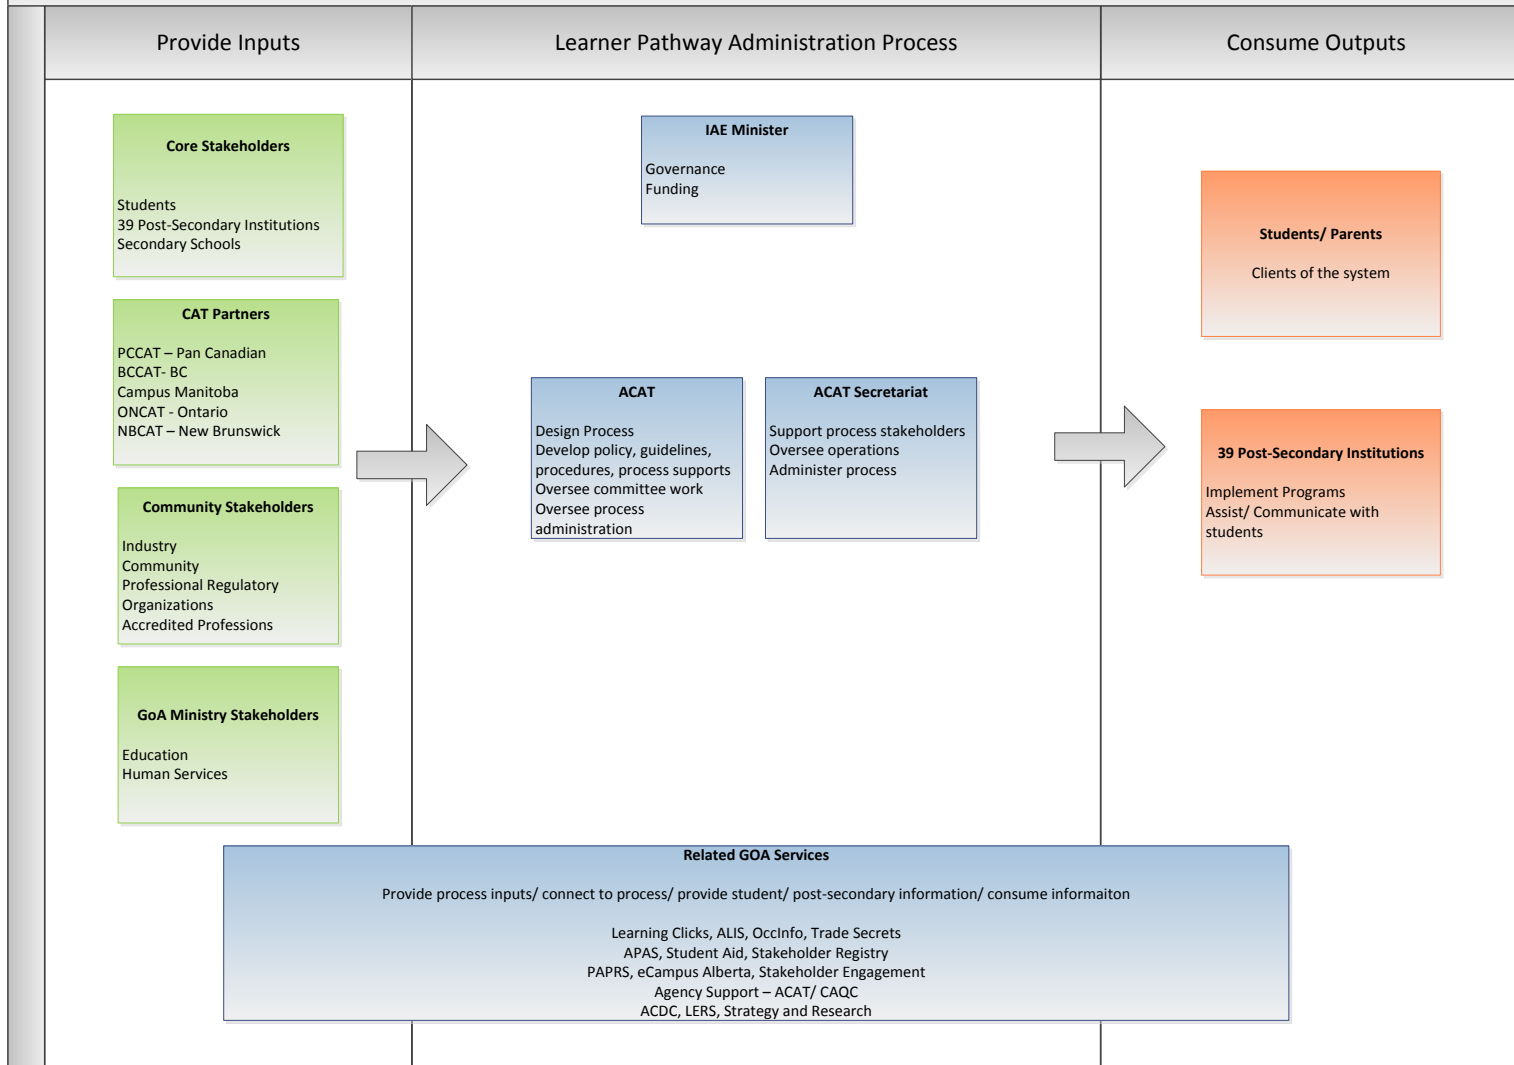 Provide Inputs
Learner Pathway Administration Process
Consume Outputs
Core Stakeholders
Students
39 Post-Secondary Institutions
Secondary Schools
CAT Partners
PCCAT – Pan Canadian
BCCAT- BC
Campus Manitoba
ONCAT - Ontario
NBCAT – New Brunswick
Community Stakeholders
Industry
Community
Professional Regulatory
Organizations
Accredited Professions
GoA Ministry Stakeholders
Education
Human Services
IAE Minister
Governance
Funding
ACAT
Design Process
Develop policy, guidelines,
procedures, process supports
Oversee committee work
Oversee process
administration
ACAT Secretariat
Support process stakeholders
Oversee operations
Administer process
Students/ Parents
Clients of the system
39 Post-Secondary Institutions
Implement Programs
Assist/ Communicate with
students
Related GOA Services
Provide process inputs/ connect to process/ provide student/ post-secondary information/ consume informaiton
Learning Clicks, ALIS, OccInfo, Trade Secrets
APAS, Student Aid, Stakeholder Registry
PAPRS, eCampus Alberta, Stakeholder Engagement
Agency Support – ACAT/ CAQC
ACDC, LERS, Strategy and Research